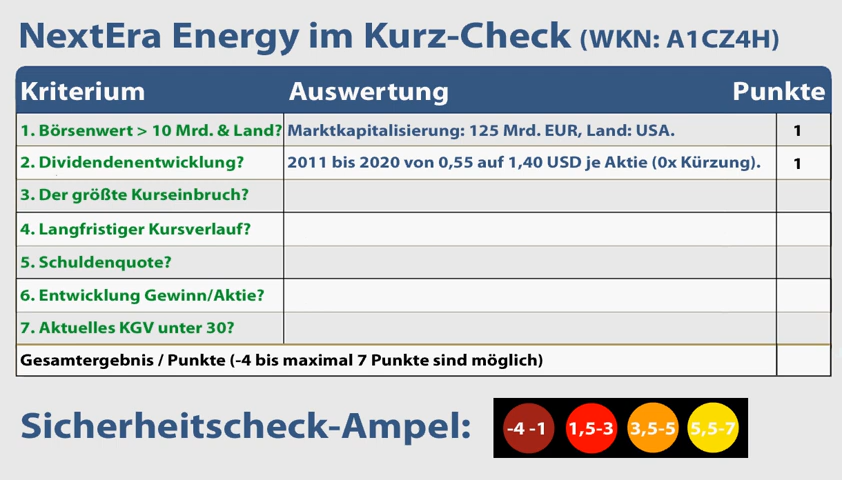 NextEra Energy im Kurz-Check (WKN: A1CZ4H)
Kriterium Auswertung Punkte
1. Börsenwert > 10 Mrd. & Land? Marktkapitalisierung: 125 Mrd. EUR, Land: USA. 1
2. Dividendenentwicklung? 2011 bis 2020 von 0,55 auf 1,40 USD je Aktie (0x Kürzung). 1
3. Der größte Kurseinbruch?
4. Langfristiger Kursverlauf?
5. Schuldenquote?
6. Entwicklung Gewinn/Aktie?
7. Aktuelles KGV unter 30?
Gesamtergebnis / Punkte (-4 bis maximal 7 Punkte sind möglich)
Sicherheitscheck-Ampel: -4 -1 1,5-3 3,5-5 5,5-7